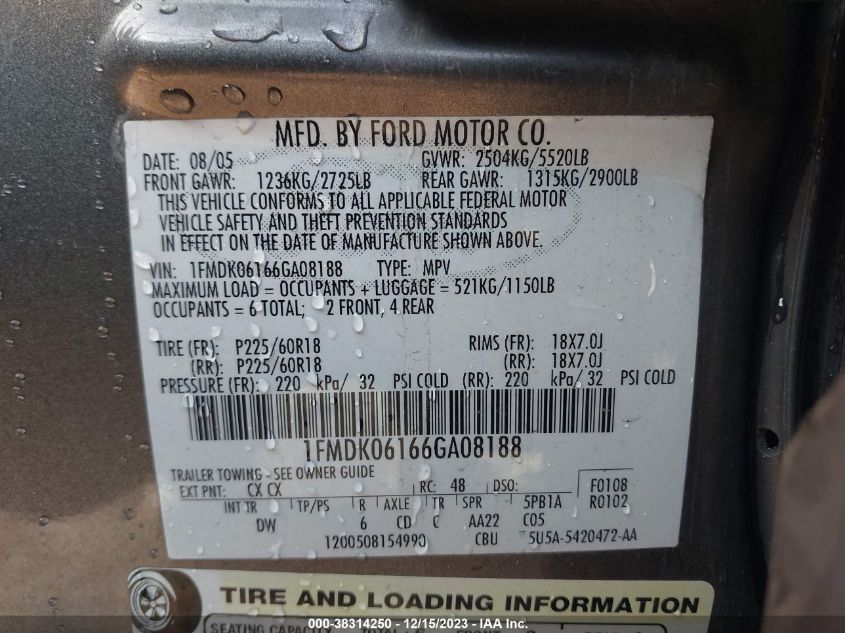 MFD. BY FORD MOTOR CO.
DATE: 08/05 GVWR: 2504KG/5520LB
FRONT GAWR: 1236KG/2725LB REAR GAWR: 1315KG/2900LB
THIS VEHICLE CONFORMS TO ALL APPLICABLE FEDERAL MOTOR
VEHICLE SAFETY AND THEFT PREVENTION STANDARDS
IN EFFECT ON THE DATE OF MANUFACTURE SHOWN ABOVE.
VIN: 1FMDK06166GA08188 TYPE: MPV
MAXIMUM LOAD = OCCUPANTS + LUGGAGE = 521KG/1150LB
OCCUPANTS = 6 TOTAL; 2 FRONT, 4 REAR
TIRE (FR): P225/60R18 RIMS (FR): 18X7.0J
(RR): P225/60R18 (RR): 18X7.0J
PRESSURE (FR): 220 kPa/ 32 PSI COLD (RR): 220 kPa/ 32 PSI COLD
1FMDK06166GA08188
TRAILER TOWING - SEE OWNER GUIDE
EXT PNT: CX CX RC: 48 DSO: F0108
INT TR TP/PS R AXLE TR SPR 5PB1A R0102
DW 6 CD C AA22 C05
1200508154990 CBU 5U5A-5420472-AA
TIRE AND LOADING INFORMATION
000-38314250 - 12/15/2023 - IAA Inc.
SEATING CAPACITY